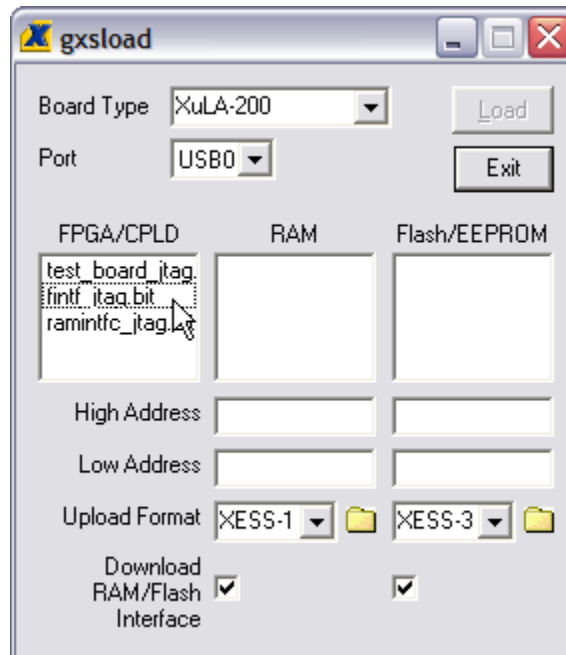 gxsload
Board Type XuLA-200 Load
Port USB0 Exit
FPGA/CPLD RAM Flash/EEPROM
test_board_jtag.
fintf_jtag.bit
ramintfc_jtag.
High Address
Low Address
Upload Format XESS-1 XESS-3
Download
RAM/Flash
Interface